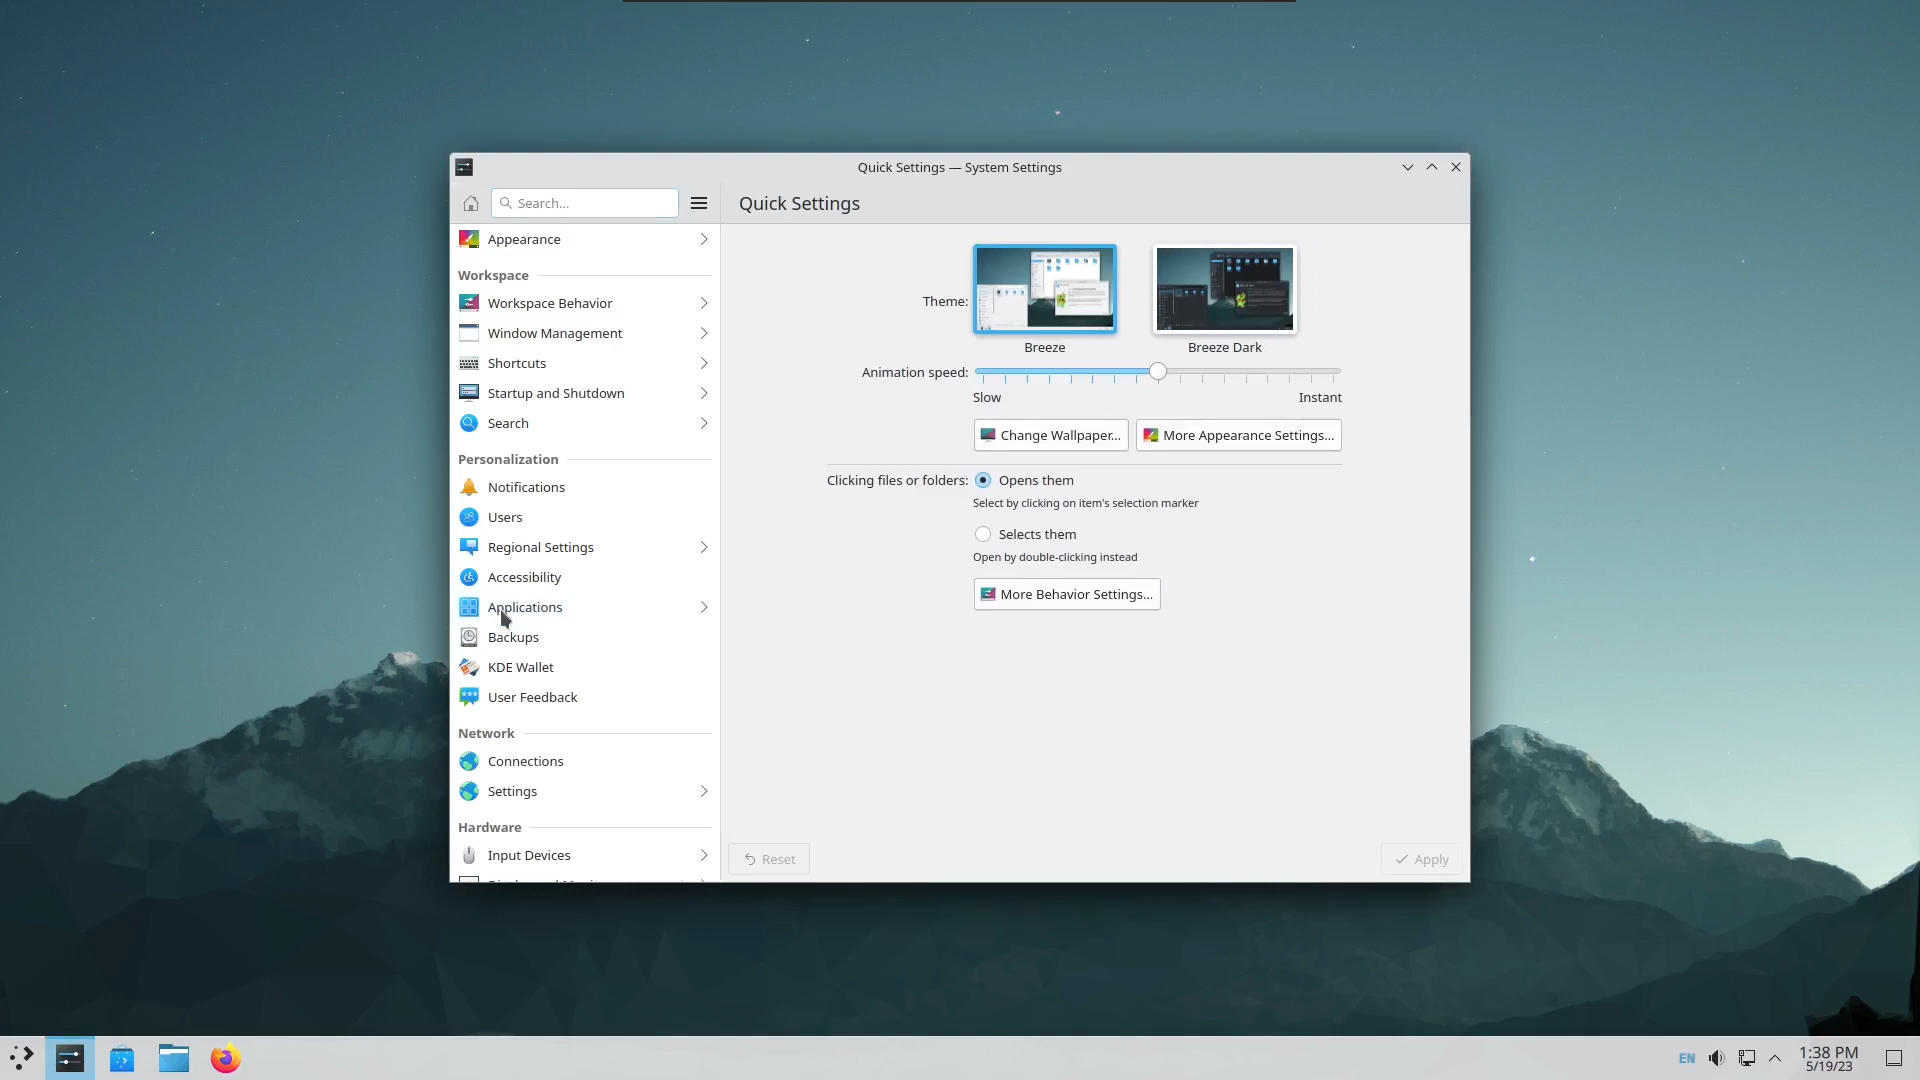 Quick Settings — System Settings
Search...
Quick Settings
Appearance
Workspace
Workspace Behavior
Window Management
Shortcuts
Startup and Shutdown
Search
Personalization
Notifications
Users
Regional Settings
Accessibility
Applications
Backups
KDE Wallet
User Feedback
Network
Connections
Settings
Hardware
Input Devices
Theme:
Breeze
Breeze Dark
Animation speed:
Slow
Instant
Change Wallpaper...
More Appearance Settings...
Clicking files or folders:
Opens them
Select by clicking on item's selection marker
Selects them
Open by double-clicking instead
More Behavior Settings...
Reset
Apply
EN
1:38 PM
5/19/23